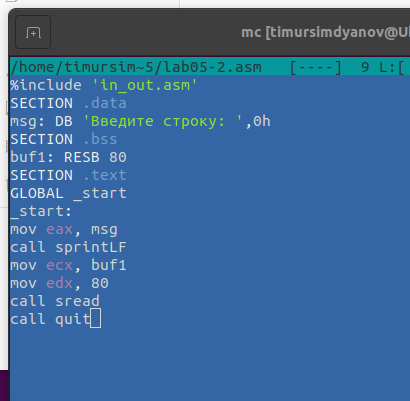 mc [timursimdyanov@U
/home/timursim~5/lab05-2.asm   [----]  9 L:[
%include 'in_out.asm'
SECTION .data
msg: DB 'Введите строку: ',0h
SECTION .bss
buf1: RESB 80
SECTION .text
GLOBAL _start
_start:
mov eax, msg
call sprintLF
mov ecx, buf1
mov edx, 80
call sread
call quit